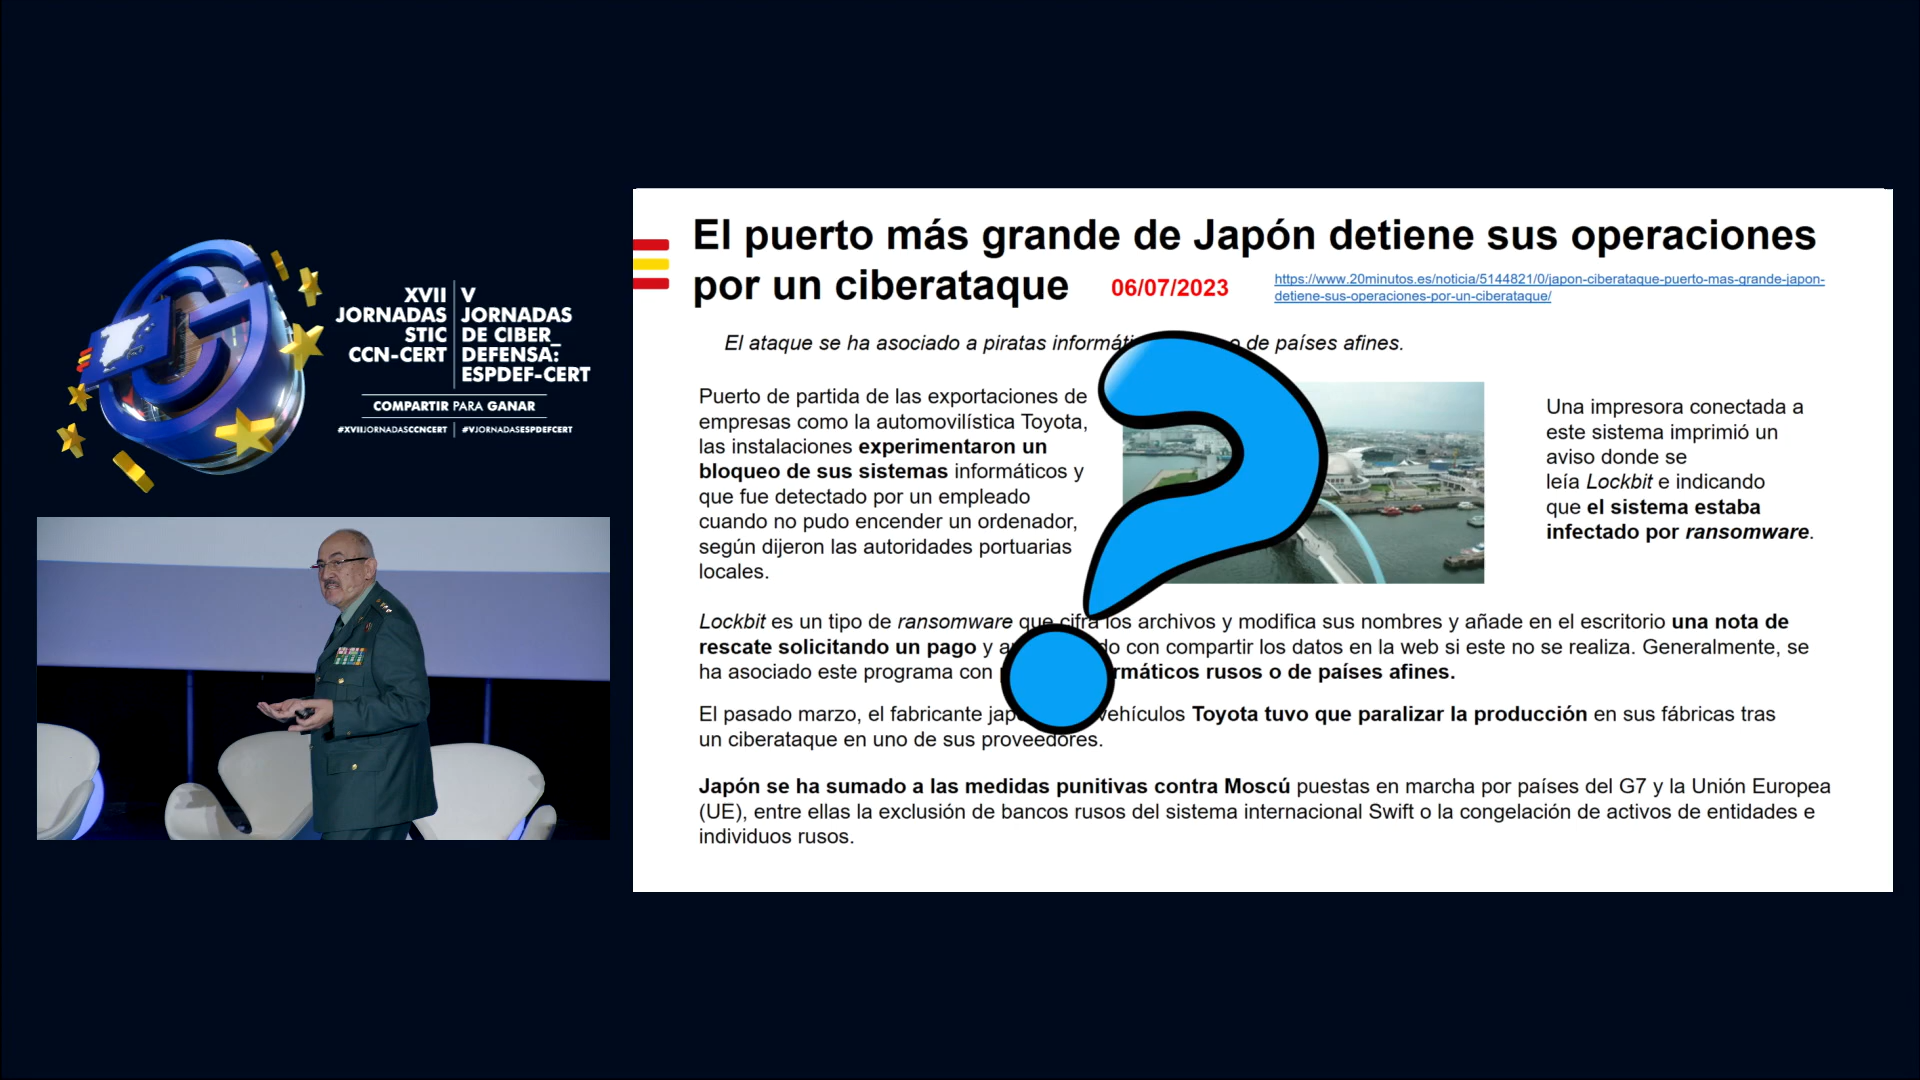 XVII
JORNADAS
STIC
CCN-CERT
V
JORNADAS
DE CIBER_
DEFENSA:
ESPDEF-CERT
COMPARTIR PARA GANAR
#XVIIJORNADASCCNCERT
#VJORNADASESPDEFCERT
El puerto más grande de Japón detiene sus operaciones
por un ciberataque
06/07/2023
https://www.20minutos.es/noticia/5144821/0/japon-ciberataque-puerto-mas-grande-japon-
detiene-sus-operaciones-por-un-ciberataque/
El ataque se ha asociado a piratas de países afines.
Puerto de partida de las exportaciones de
empresas como la automovilística Toyota,
las instalaciones experimentaron un
bloqueo de sus sistemas informáticos y
que fue detectado por un empleado
cuando no pudo encender un ordenador,
según dijeron las autoridades portuarias
locales.
Una impresora conectada a
este sistema imprimió un
aviso donde se
leía Lockbit e indicando
que el sistema estaba
infectado por ransomware.
Lockbit es un tipo de ransomware que cifra los archivos y modifica sus nombres y añade en el escritorio una nota de
rescate solicitando un pago y con compartir los datos en la web si este no se realiza. Generalmente, se
ha asociado este programa con rusos o de países afines.
El pasado marzo, el fabricante vehículos Toyota tuvo que paralizar la producción en sus fábricas tras
un ciberataque en uno de sus proveedores.
Japón se ha sumado a las medidas punitivas contra Moscú puestas en marcha por países del G7 y la Unión Europea
(UE), entre ellas la exclusión de bancos rusos del sistema internacional Swift o la congelación de activos de entidades e
individuos rusos.